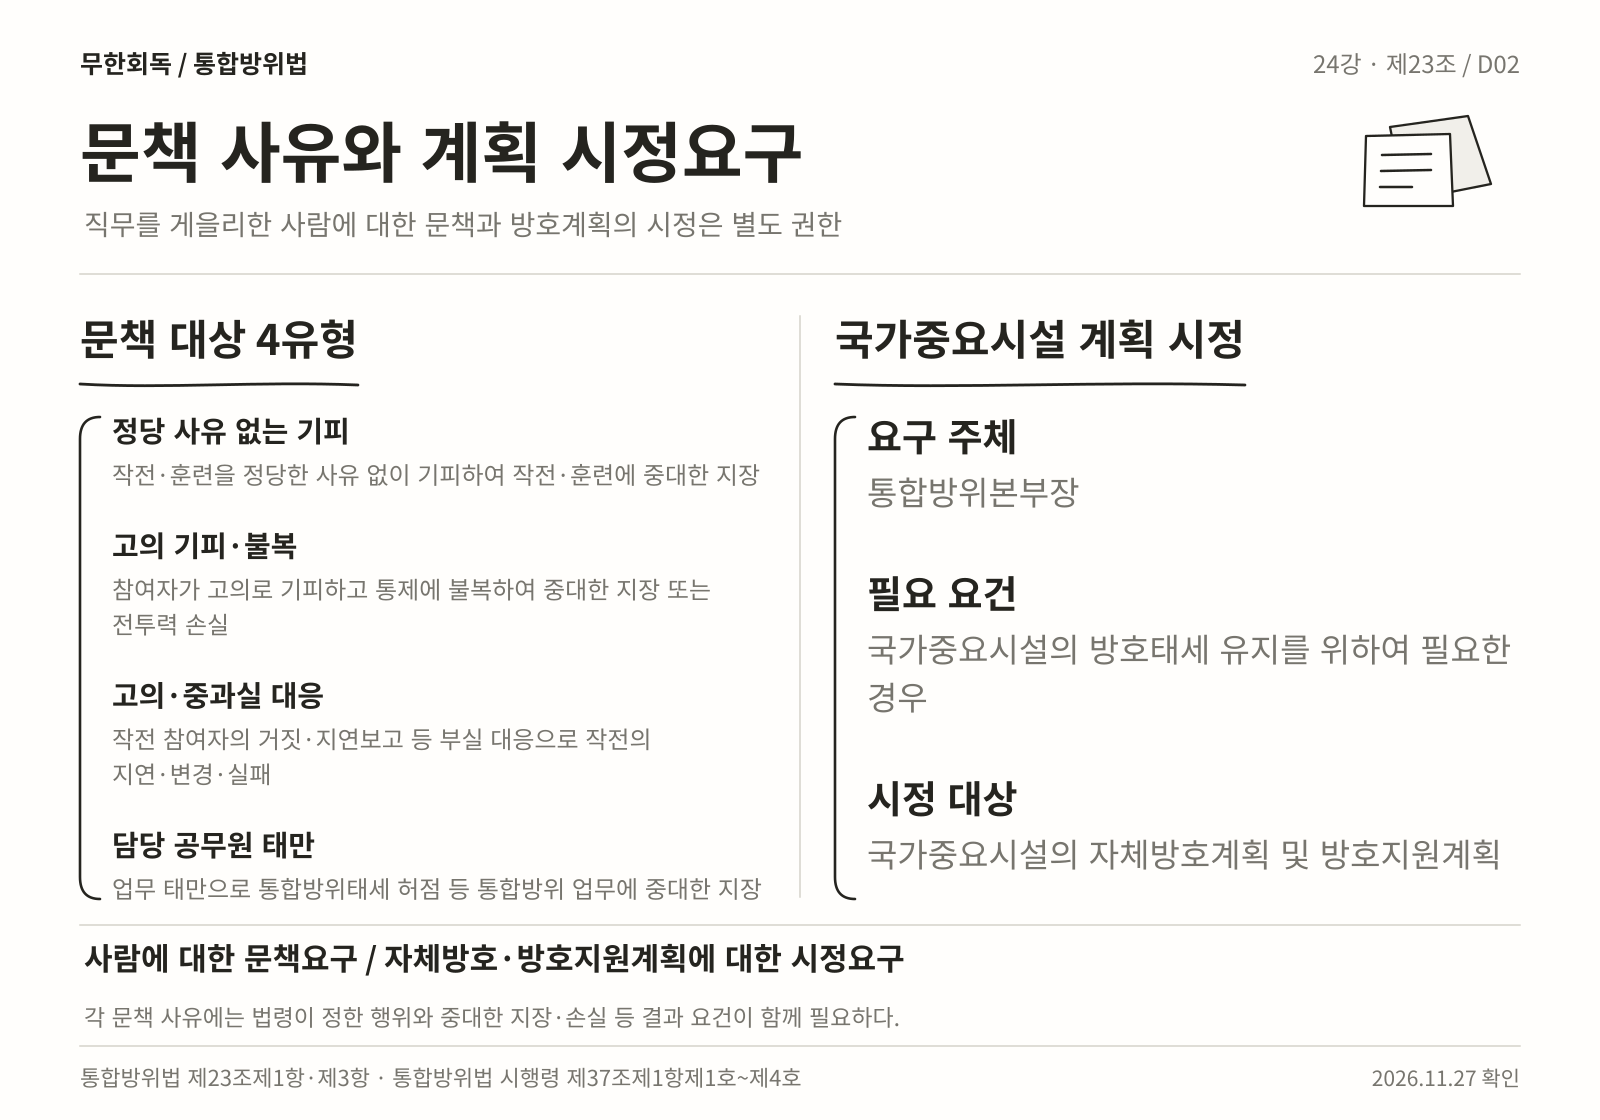 무한회독 / 통합방위법
24강 · 제23조 / D02
문책 사유와 계획 시정요구
직무를 게을리한 사람에 대한 문책과 방호계획의 시정은 별도 권한
문책 대상 4유형
정당 사유 없는 기피
작전·훈련을 정당한 사유 없이 기피하여 작전·훈련에 중대한 지장
고의 기피·불복
참여자가 고의로 기피하고 통제에 불복하여 중대한 지장 또는
전투력 손실
고의·중과실 대응
작전 참여자의 거짓·지연보고 등 부실 대응으로 작전의
지연·변경·실패
담당 공무원 태만
업무 태만으로 통합방위태세 허점 등 통합방위 업무에 중대한 지장
국가중요시설 계획 시정
요구 주체
통합방위본부장
필요 요건
국가중요시설의 방호태세 유지를 위하여 필요한
경우
시정 대상
국가중요시설의 자체방호계획 및 방호지원계획
사람에 대한 문책요구 / 자체방호·방호지원계획에 대한 시정요구
각 문책 사유에는 법령이 정한 행위와 중대한 지장·손실 등 결과 요건이 함께 필요하다.
통합방위법 제23조제1항·제3항 · 통합방위법 시행령 제37조제1항제1호~제4호
2026.11.27 확인